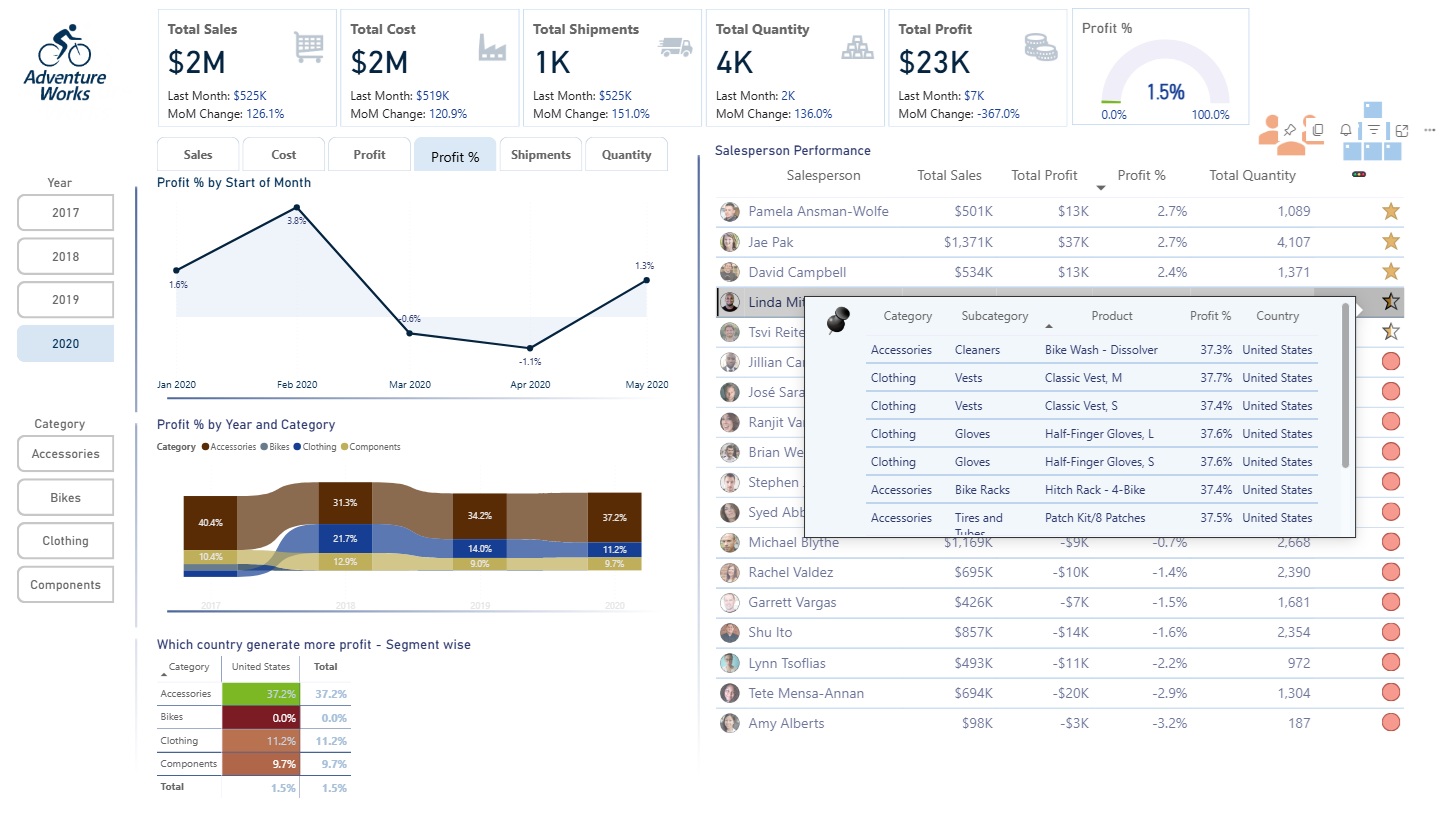 Adventure
Works
Total Sales
$2M
Last Month: $525K
MoM Change: 126.1%
Total Cost
$2M
Last Month: $519K
MoM Change: 120.9%
Total Shipments
1K
Last Month: $525K
MoM Change: 151.0%
Total Quantity
4K
Last Month: 2K
MoM Change: 136.0%
Total Profit
$23K
Last Month: $7K
MoM Change: -367.0%
Profit %
1.5%
0.0% 100.0%
Sales Cost Profit Profit % Shipments Quantity
Year
2017
2018
2019
2020
Category
Accessories
Bikes
Clothing
Components
Profit % by Start of Month
3.8%
1.6%
-0.6%
-1.1%
1.3%
Jan 2020 Feb 2020 Mar 2020 Apr 2020 May 2020
Profit % by Year and Category
Category Accessories Bikes Clothing Components
40.4% 31.3% 34.2% 37.2%
21.7% 14.0% 11.2%
10.4% 12.9% 9.0% 9.7%
2017 2018 2019 2020
Which country generate more profit - Segment wise
Category United States Total
Accessories 37.2% 37.2%
Bikes 0.0% 0.0%
Clothing 11.2% 11.2%
Components 9.7% 9.7%
Total 1.5% 1.5%
Salesperson Performance
Salesperson Total Sales Total Profit Profit % Total Quantity
Pamela Ansman-Wolfe $501K $13K 2.7% 1,089
Jae Pak $1,371K $37K 2.7% 4,107
David Campbell $534K $13K 2.4% 1,371
Linda Mit
Tsvi Reite
Jillian Ca
José Sara
Ranjit Va
Brian We
Stephen
Syed Abb
Michael Blythe $1,169K -$9K -0.7% 2,668
Rachel Valdez $695K -$10K -1.4% 2,390
Garrett Vargas $426K -$7K -1.5% 1,681
Shu Ito $857K -$14K -1.6% 2,354
Lynn Tsoflias $493K -$11K -2.2% 972
Tete Mensa-Annan $694K -$20K -2.9% 1,304
Amy Alberts $98K -$3K -3.2% 187
Category Subcategory Product Profit % Country
Accessories Cleaners Bike Wash - Dissolver 37.3% United States
Clothing Vests Classic Vest, M 37.7% United States
Clothing Vests Classic Vest, S 37.4% United States
Clothing Gloves Half-Finger Gloves, L 37.6% United States
Clothing Gloves Half-Finger Gloves, S 37.6% United States
Accessories Bike Racks Hitch Rack - 4-Bike 37.4% United States
Accessories Tires and Patch Kit/8 Patches 37.5% United States
Tubes